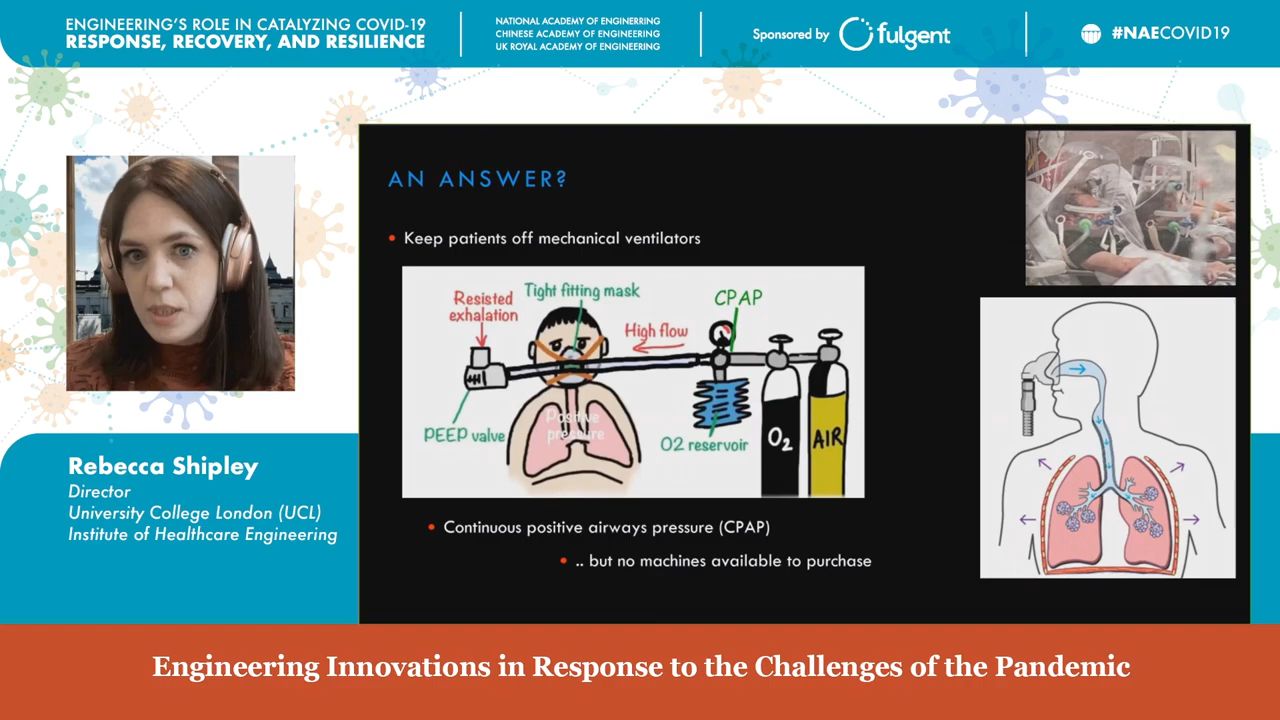 ENGINEERING'S ROLE IN CATALYZING COVID-19
RESPONSE, RECOVERY, AND RESILIENCE
NATIONAL ACADEMY OF ENGINERRING
CHINESE ACADEMY OF ENGINEERING
UK ROYAL ACADEMY OF ENGINEERING
Sponsored by fulgent
#NAECOVID19
AN ANSWER?
• Keep patients off mechanical ventilators
Resisted
exhalation
Tight fitting mask
CPAP
High flow
Positive
pressure
PEEP valve
O2 reservoir
O2
AIR
• Continuous positive airways pressure (CPAP)
• .. but no machines available to purchase
Rebecca Shipley
Director
University College London (UCL)
Institute of Healthcare Engineering
Engineering Innovations in Response to the Challenges of the Pandemic